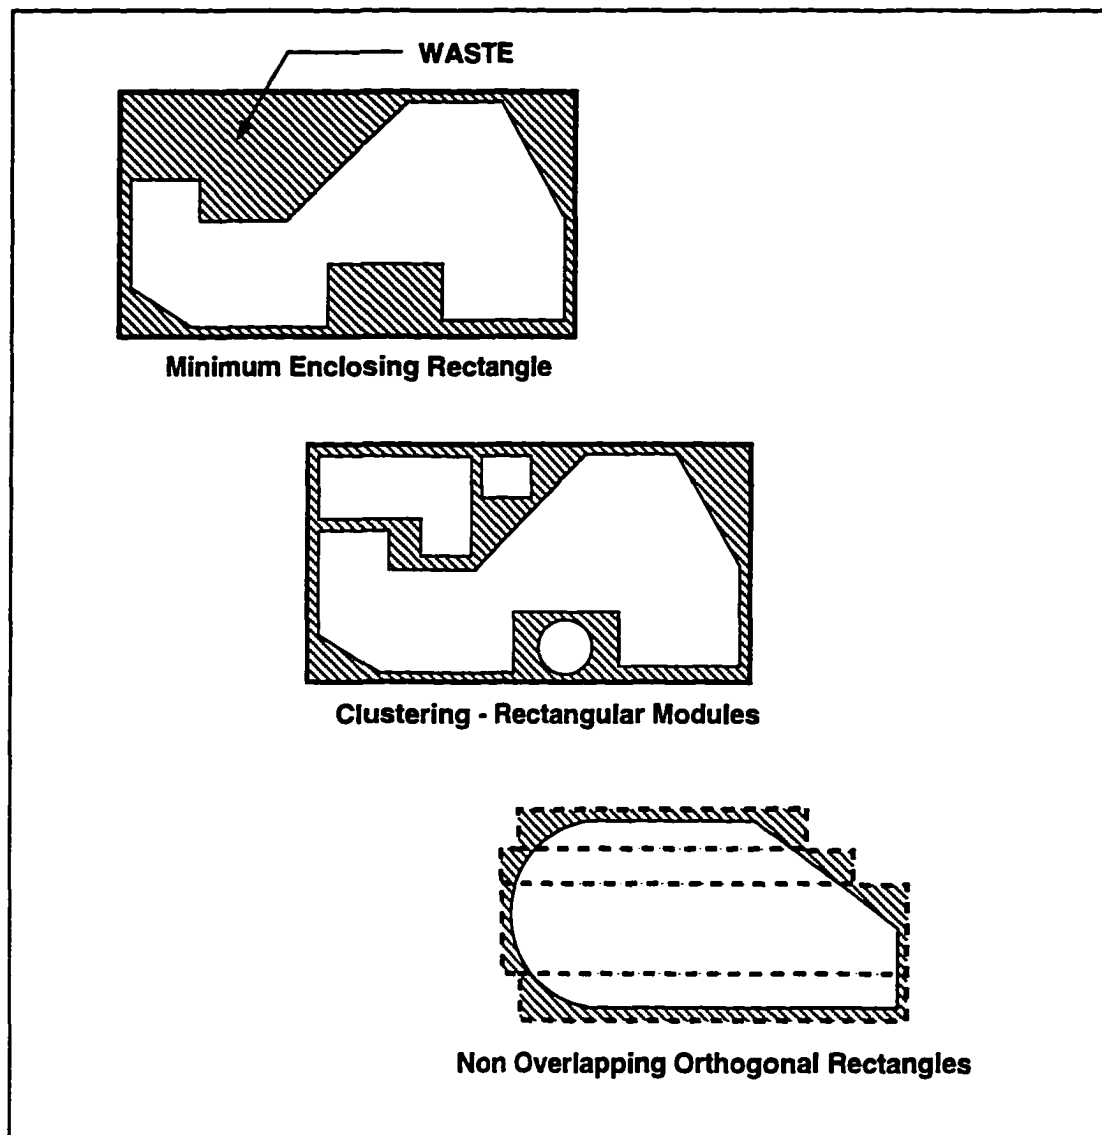 WASTE
Minimum Enclosing Rectangle
Clustering - Rectangular Modules
Non Overlapping Orthogonal Rectangles